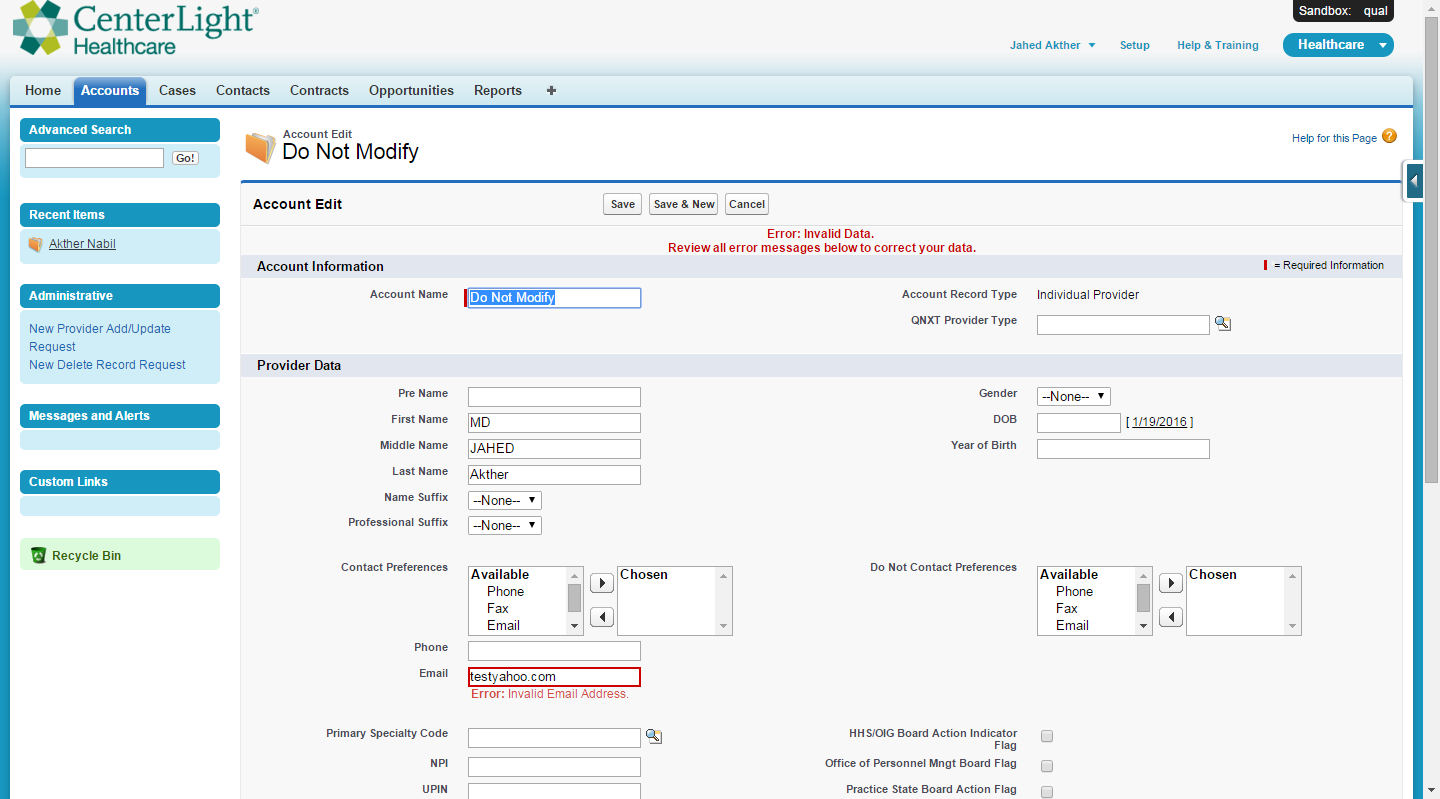 CenterLight®
Healthcare
Sandbox: qual
Jahed Akther Setup Help & Training Healthcare
Home Accounts Cases Contacts Contracts Opportunities Reports +
Advanced Search
Go!
Recent Items
Akther Nabil
Administrative
New Provider Add/Update
Request
New Delete Record Request
Messages and Alerts
Custom Links
Recycle Bin
Account Edit
Do Not Modify
Help for this Page ?
Account Edit Save Save & New Cancel
Error: Invalid Data.
Review all error messages below to correct your data.
Account Information = Required Information
Account Name Do Not Modify Account Record Type Individual Provider
QNXT Provider Type
Provider Data
Pre Name Gender --None--
First Name MD DOB [ 1/19/2016 ]
Middle Name JAHED Year of Birth
Last Name Akther
Name Suffix --None--
Professional Suffix --None--
Contact Preferences Available Chosen Do Not Contact Preferences Available Chosen
Phone Phone
Fax Fax
Email Email
Phone
Email testyahoo.com
Error: Invalid Email Address.
Primary Specialty Code HHS/OIG Board Action Indicator
Flag
NPI Office of Personnel Mngt Board Flag
UPIN Practice State Board Action Flag